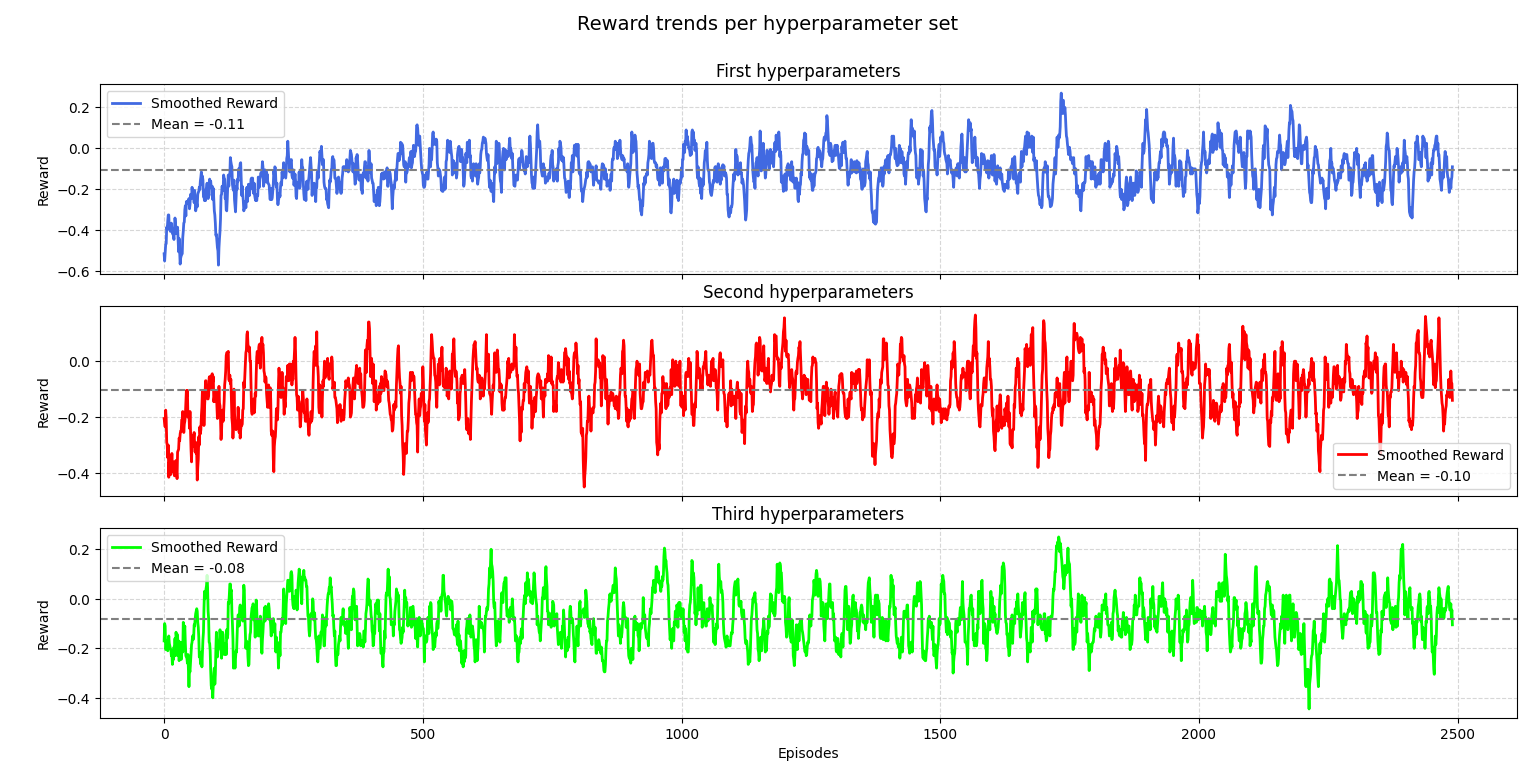 Reward trends per hyperparameter set
First hyperparameters
Smoothed Reward
Mean = -0.11
Reward
0.2
0.0
−0.2
−0.4
−0.6
Second hyperparameters
Reward
0.0
−0.2
−0.4
Smoothed Reward
Mean = -0.10
Third hyperparameters
Smoothed Reward
Mean = -0.08
Reward
0.2
0.0
−0.2
−0.4
0 500 1000 1500 2000 2500
Episodes